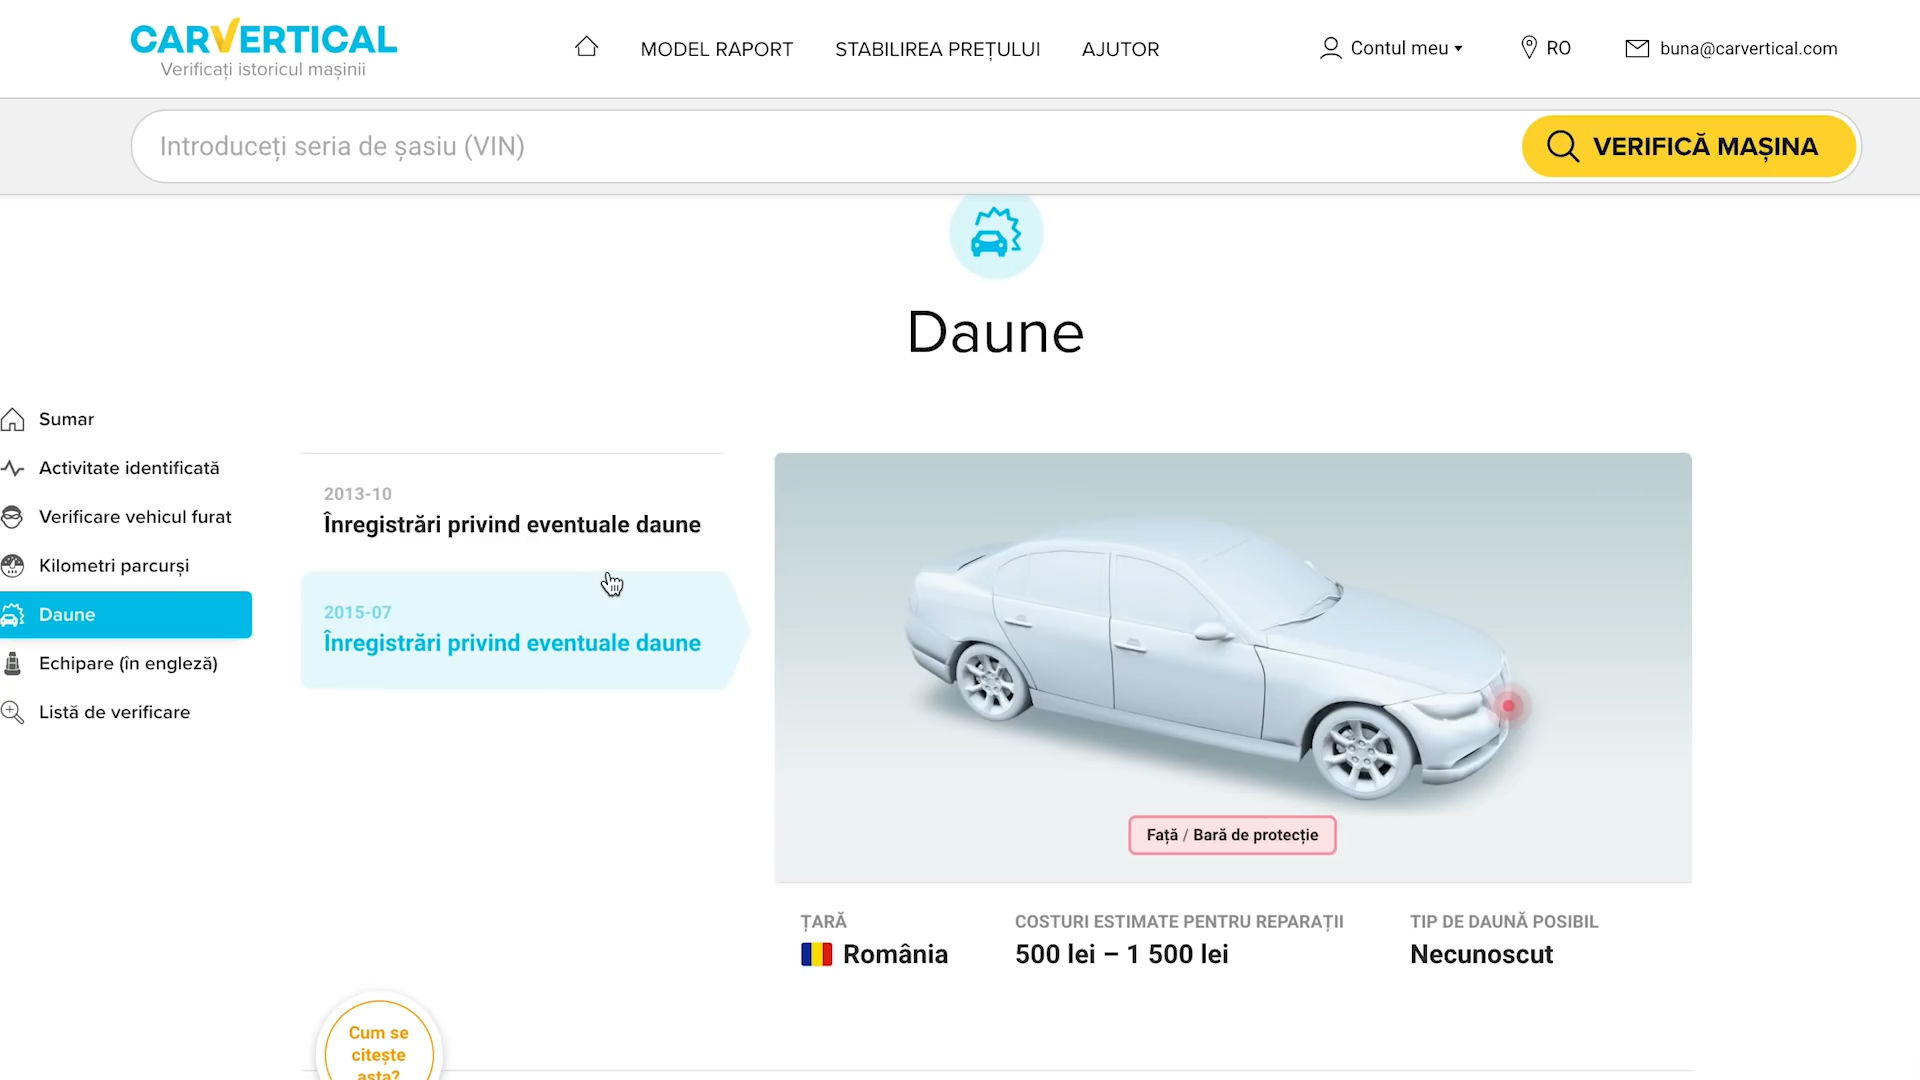 CARVERTICAL
Verificați istoricul mașinii
MODEL RAPORT
STABILIREA PREȚULUI
AJUTOR
Contul meu
RO
buna@carvertical.com
Introduceți seria de șasiu (VIN)
VERIFICĂ MAȘINA
Daune
Sumar
Activitate identificată
Verificare vehicul furat
Kilometri parcurși
Daune
Echipare (în engleză)
Listă de verificare
2013-10
Înregistrări privind eventuale daune
2015-07
Înregistrări privind eventuale daune
Față / Bară de protecție
ȚARĂ
România
COSTURI ESTIMATE PENTRU REPARAȚII
500 lei – 1 500 lei
TIP DE DAUNĂ POSIBIL
Necunoscut
Cum se
citește
asta?